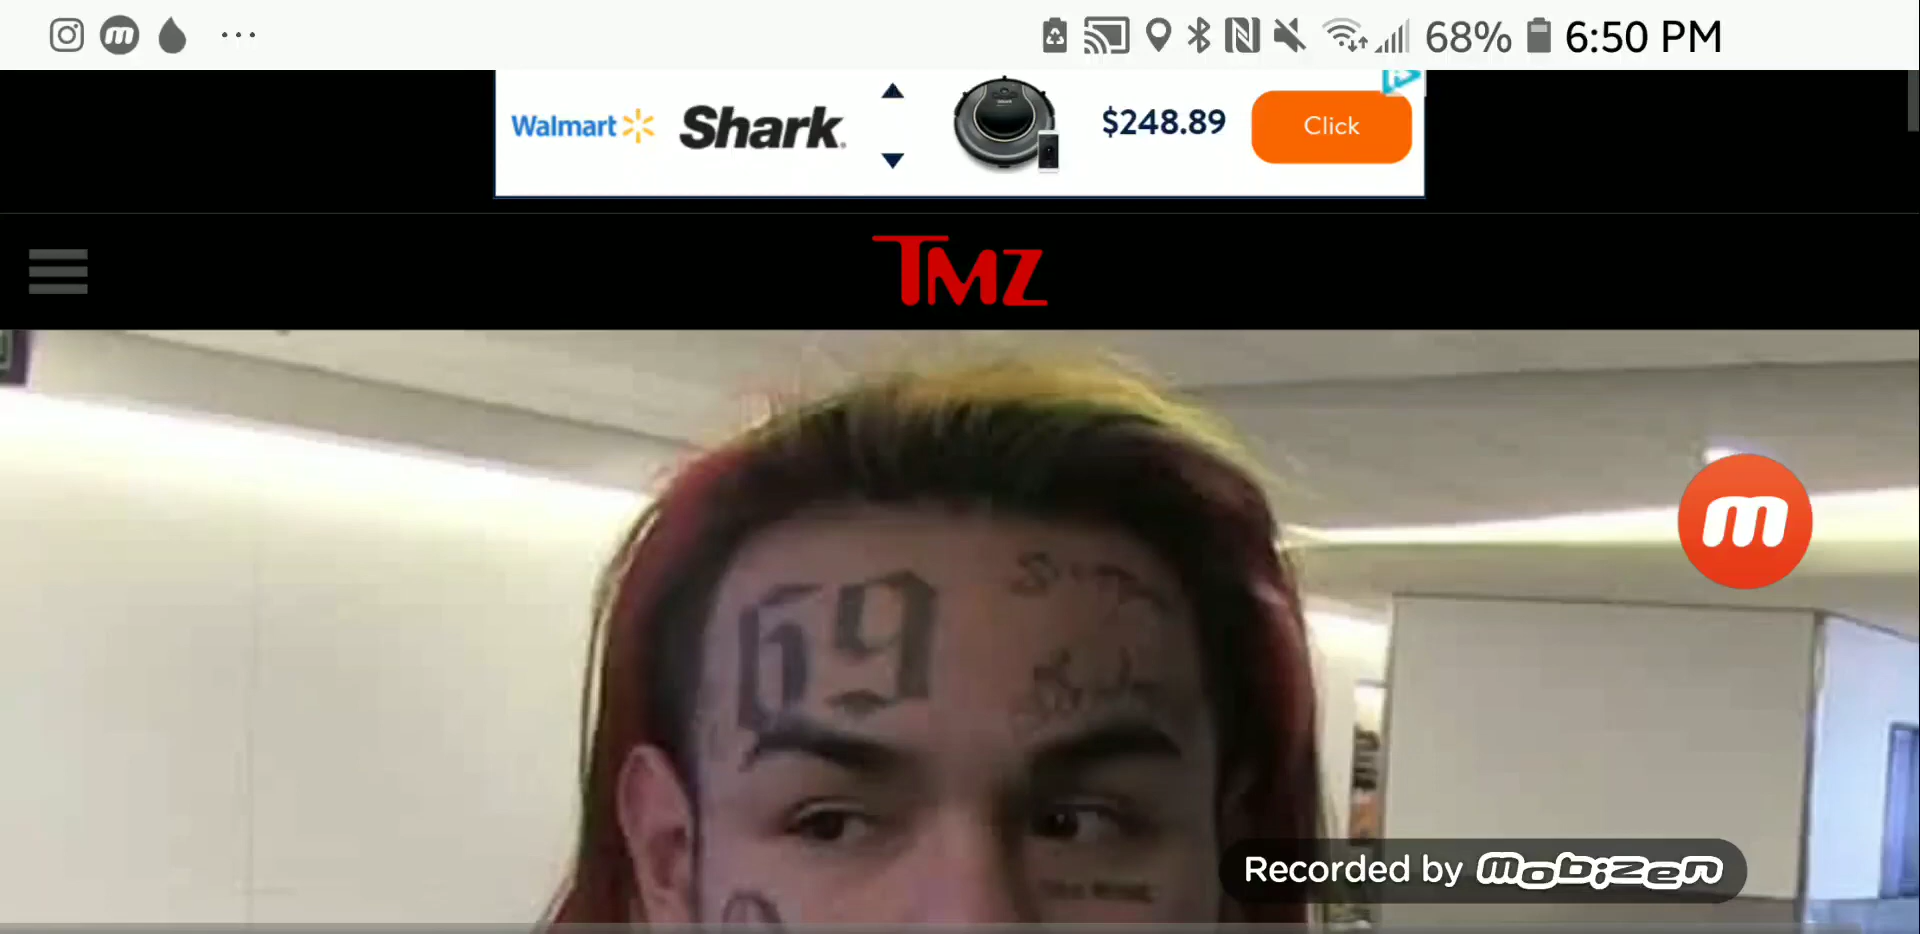 68% 6:50 PM
Walmart Shark $248.89 Click
TMZ
69
m
Recorded by mobizen